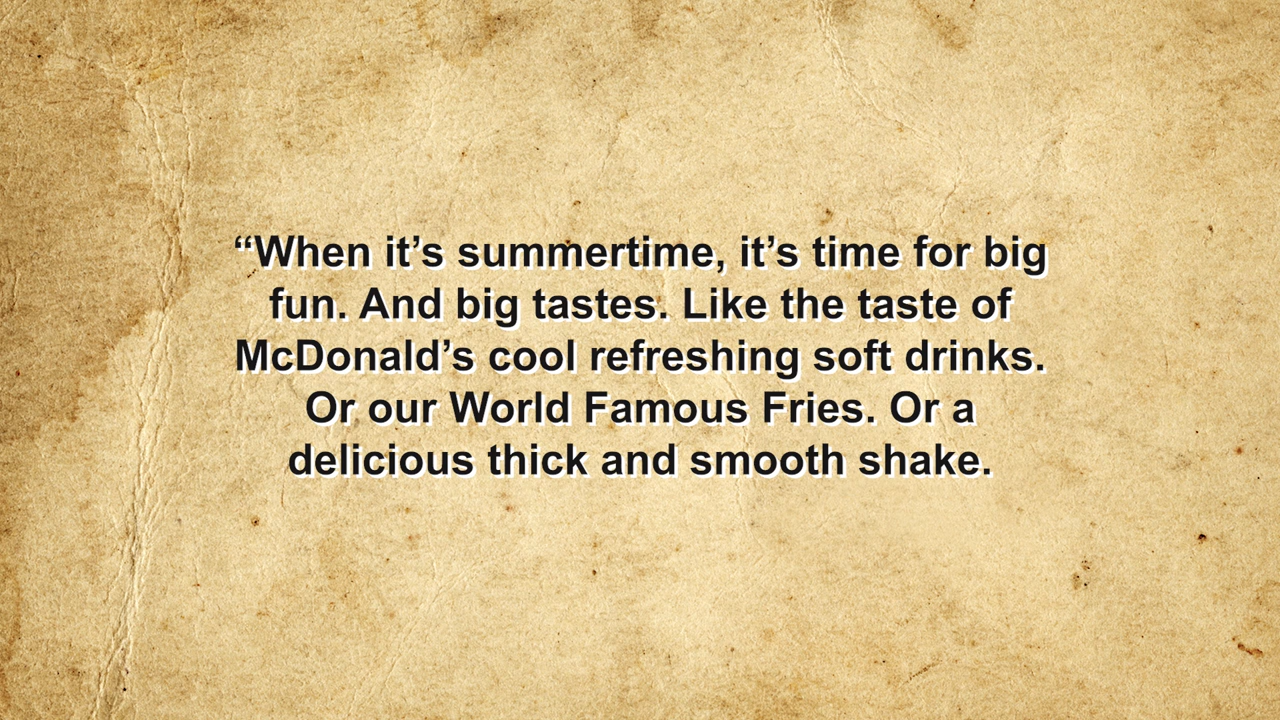 “When it’s summertime, it’s time for big
fun. And big tastes. Like the taste of
McDonald’s cool refreshing soft drinks.
Or our World Famous Fries. Or a
delicious thick and smooth shake.